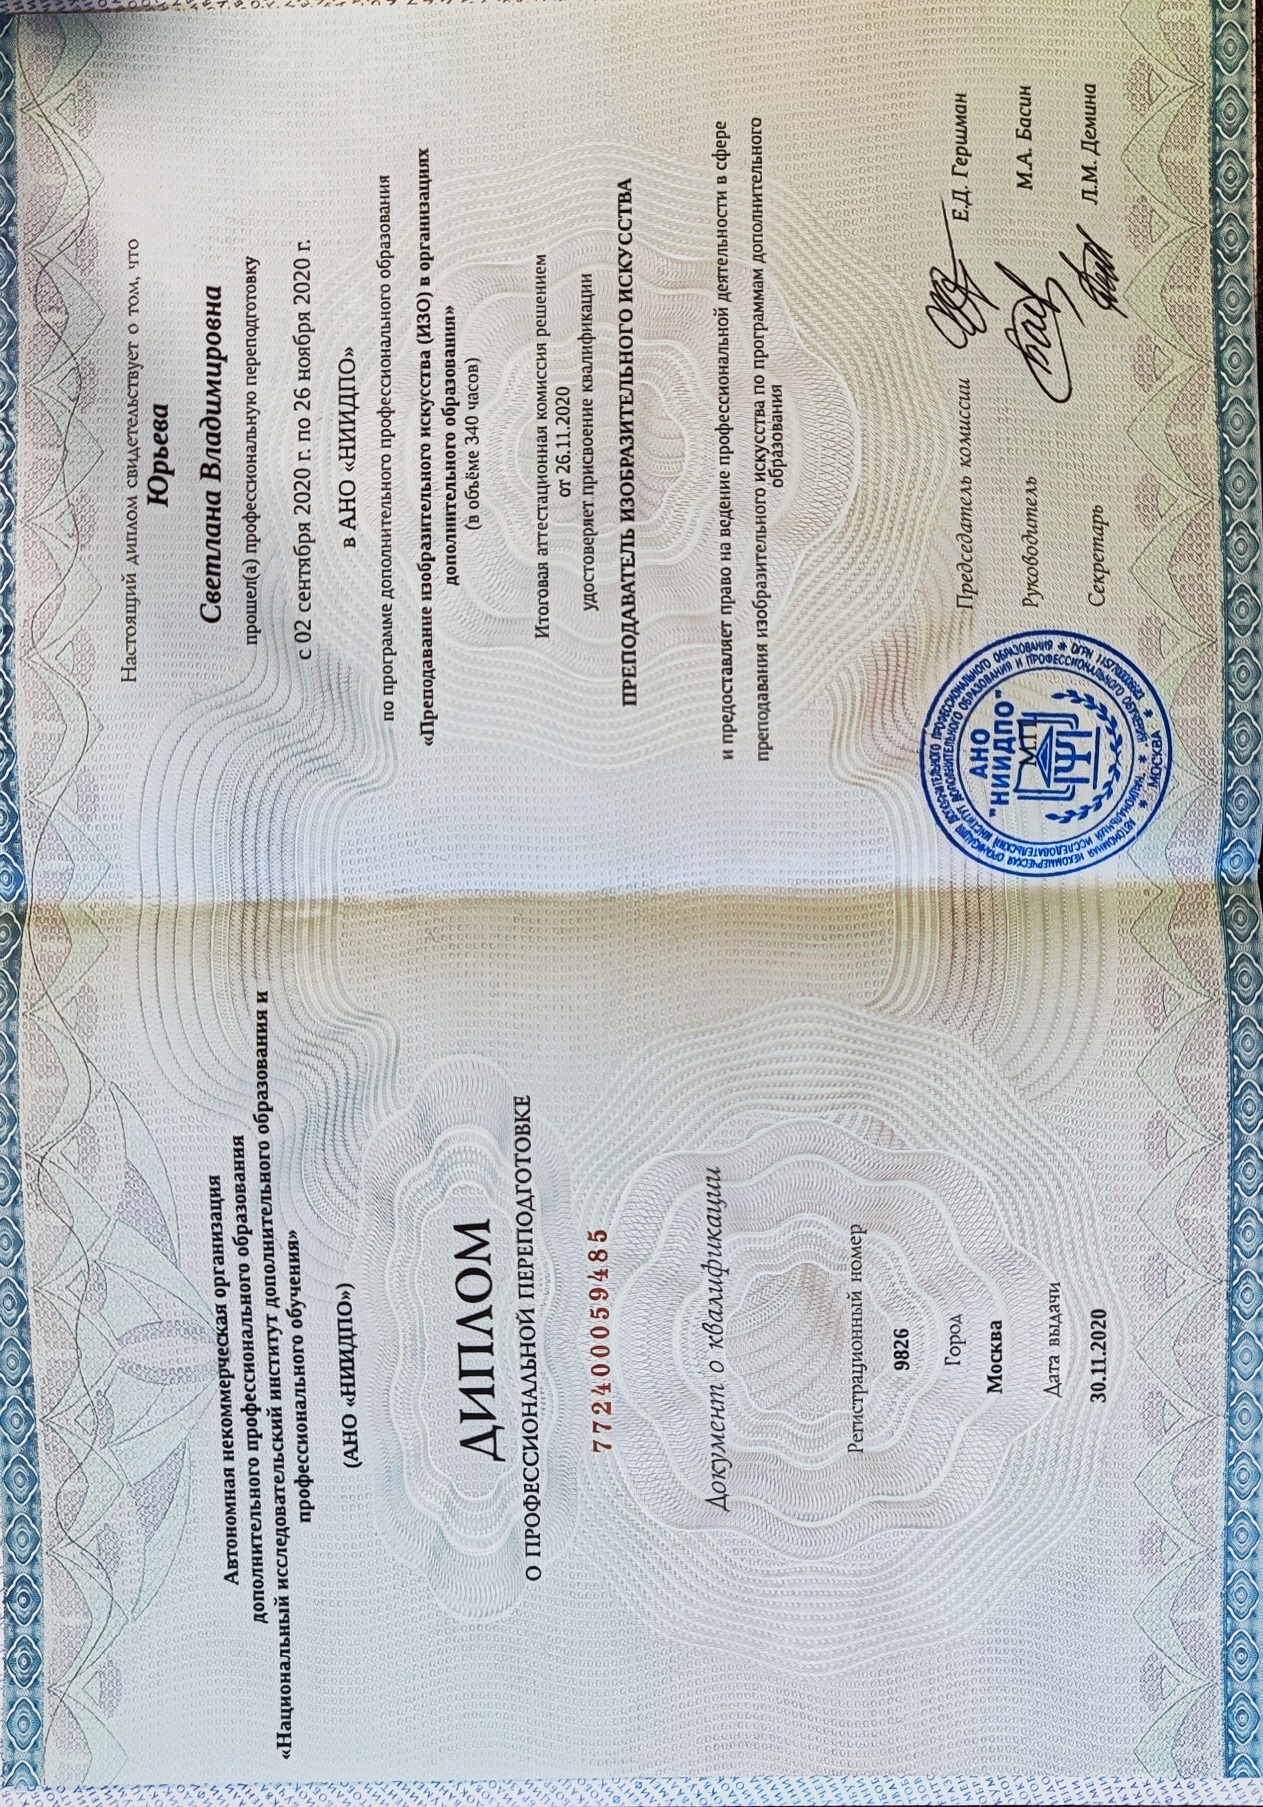 Автономная некоммерческая организация
дополнительного профессионального образования
«Национальный исследовательский институт дополнительного образования и
профессионального обучения»
(АНО «НИИДПО»)
ДИПЛОМ
О ПРОФЕССИОНАЛЬНОЙ ПЕРЕПОДГОТОВКЕ
772400059485
Документ о квалификации
Регистрационный номер
9826
Город
Москва
Дата выдачи
30.11.2020
Настоящий диплом свидетельствует о том, что
Юрьева
Светлана Владимировна
прошел(а) профессиональную переподготовку
с 02 сентября 2020 г. по 26 ноября 2020 г.
в АНО «НИИДПО»
по программе дополнительного профессионального образования
«Преподавание изобразительного искусства (ИЗО) в организациях
дополнительного образования»
(в объёме 340 часов)
Итоговая аттестационная комиссия решением
от 26.11.2020
удостоверяет присвоение квалификации
ПРЕПОДАВАТЕЛЬ ИЗОБРАЗИТЕЛЬНОГО ИСКУССТВА
и предоставляет право на ведение профессиональной деятельности в сфере
преподавания изобразительного искусства по программам дополнительного
образования
Председатель комиссии Е.Д. Гершман
Руководитель М.А. Басин
Секретарь Л.М. Демина
АНО
"НИИДПО"
М.П.
АВТОНОМНАЯ НЕКОММЕРЧЕСКАЯ ОРГАНИЗАЦИЯ ДОПОЛНИТЕЛЬНОГО ПРОФЕССИОНАЛЬНОГО ОБРАЗОВАНИЯ
"НАЦИОНАЛЬНЫЙ ИССЛЕДОВАТЕЛЬСКИЙ ИНСТИТУТ ДОПОЛНИТЕЛЬНОГО ОБРАЗОВАНИЯ И ПРОФЕССИОНАЛЬНОГО ОБУЧЕНИЯ"
МОСКВА